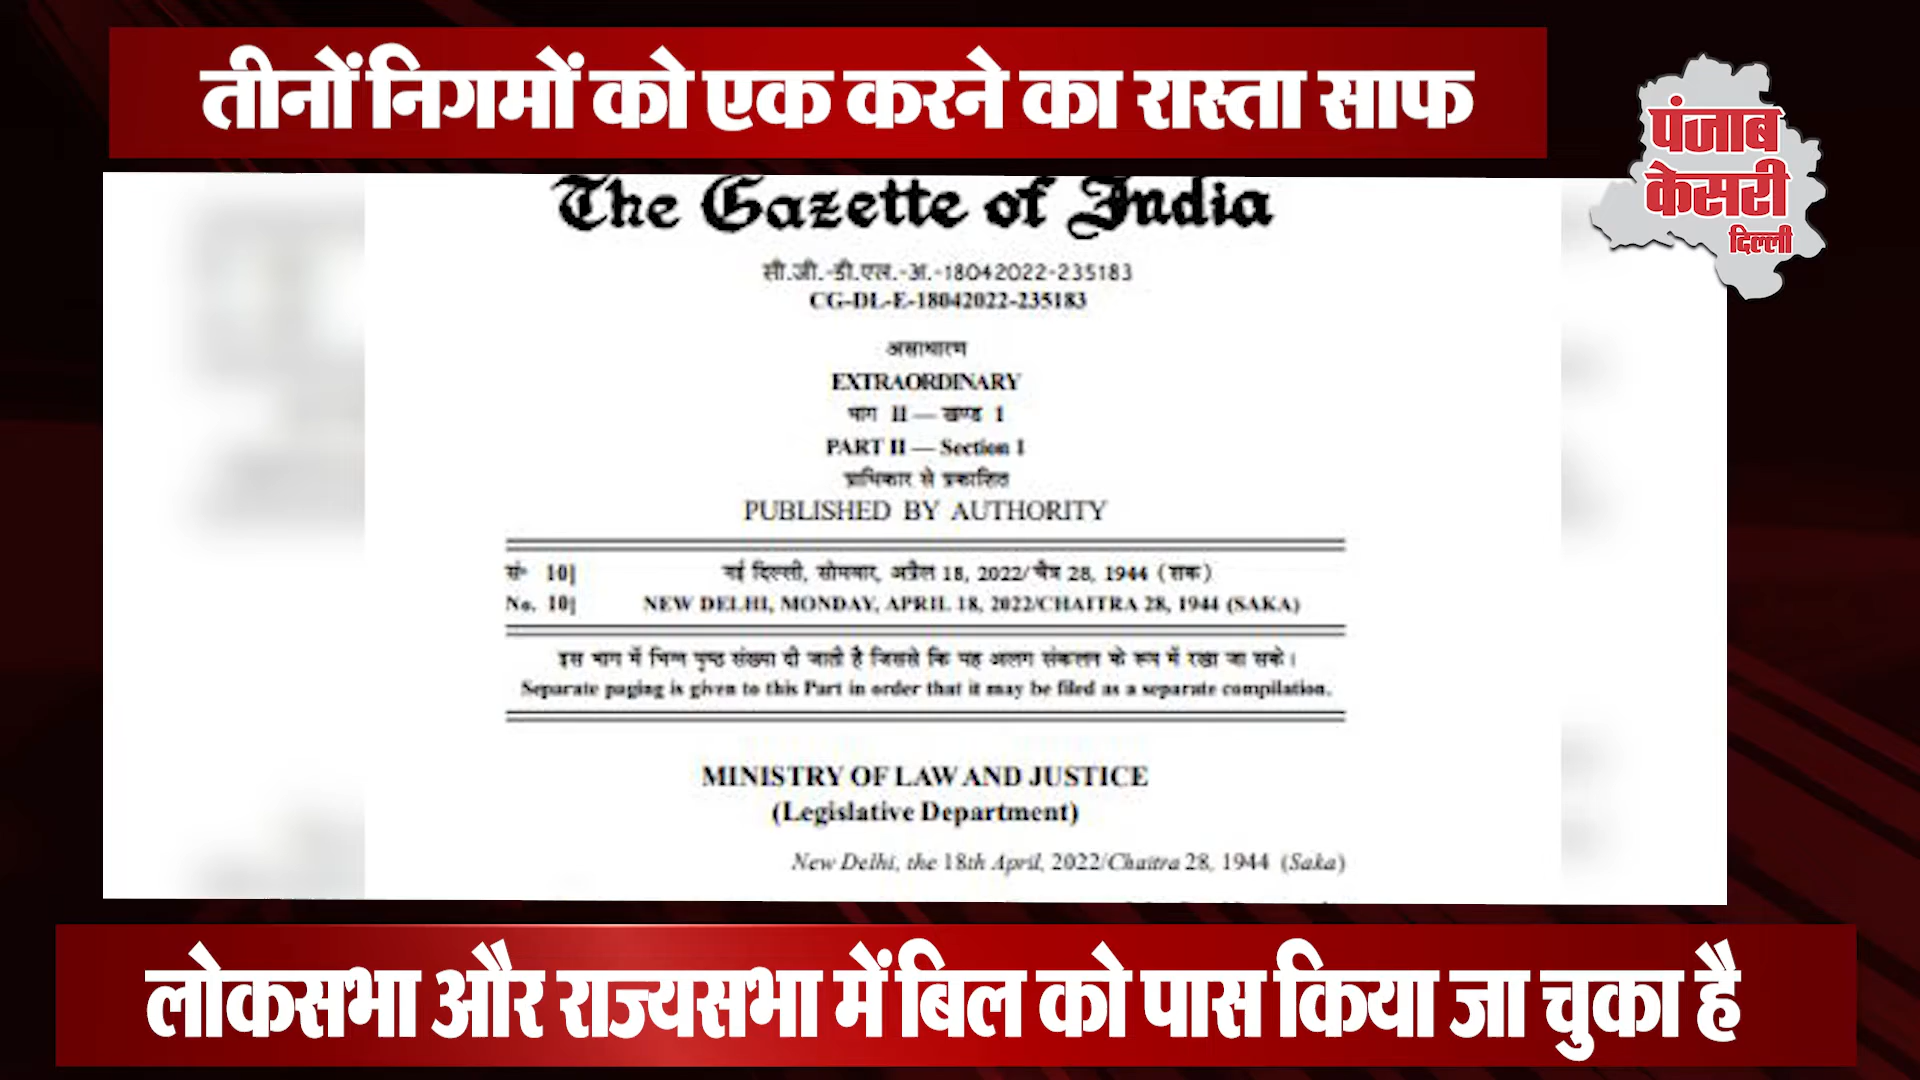 तीनों निगमों को एक करने का रास्ता साफ
पंजाब
केसरी
दिल्ली
The Gazette of India
सी.जी.-डी.एल.-अ.-18042022-235183
CG-DL-E-18042022-235183
असाधारण
EXTRAORDINARY
भाग II — खण्ड 1
PART II — Section 1
प्राधिकार से प्रकाशित
PUBLISHED BY AUTHORITY
सं॰ 10] नई दिल्ली, सोमवार, अप्रैल 18, 2022/चैत्र 28, 1944 (शक)
No. 10] NEW DELHI, MONDAY, APRIL 18, 2022/CHAITRA 28, 1944 (SAKA)
इस भाग में भिन्न पृष्ठ संख्या दी जाती है जिससे कि यह अलग संकलन के रूप में रखा जा सके।
Separate paging is given to this Part in order that it may be filed as a separate compilation.
MINISTRY OF LAW AND JUSTICE
(Legislative Department)
New Delhi, the 18th April, 2022/Chaitra 28, 1944 (Saka)
लोकसभा और राज्यसभा में बिल को पास किया जा चुका है